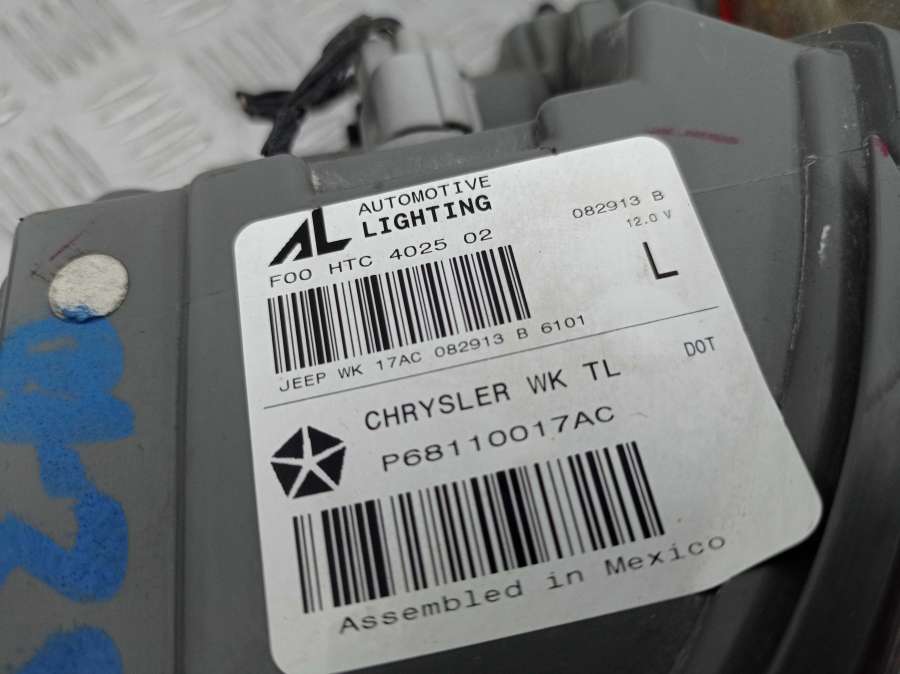 AL AUTOMOTIVE
LIGHTING
082913 B
12.0 V
F00 HTC 4025 02
L
JEEP WK 17AC 082913 B 6101
CHRYSLER WK TL
DOT
P68110017AC
Assembled in Mexico